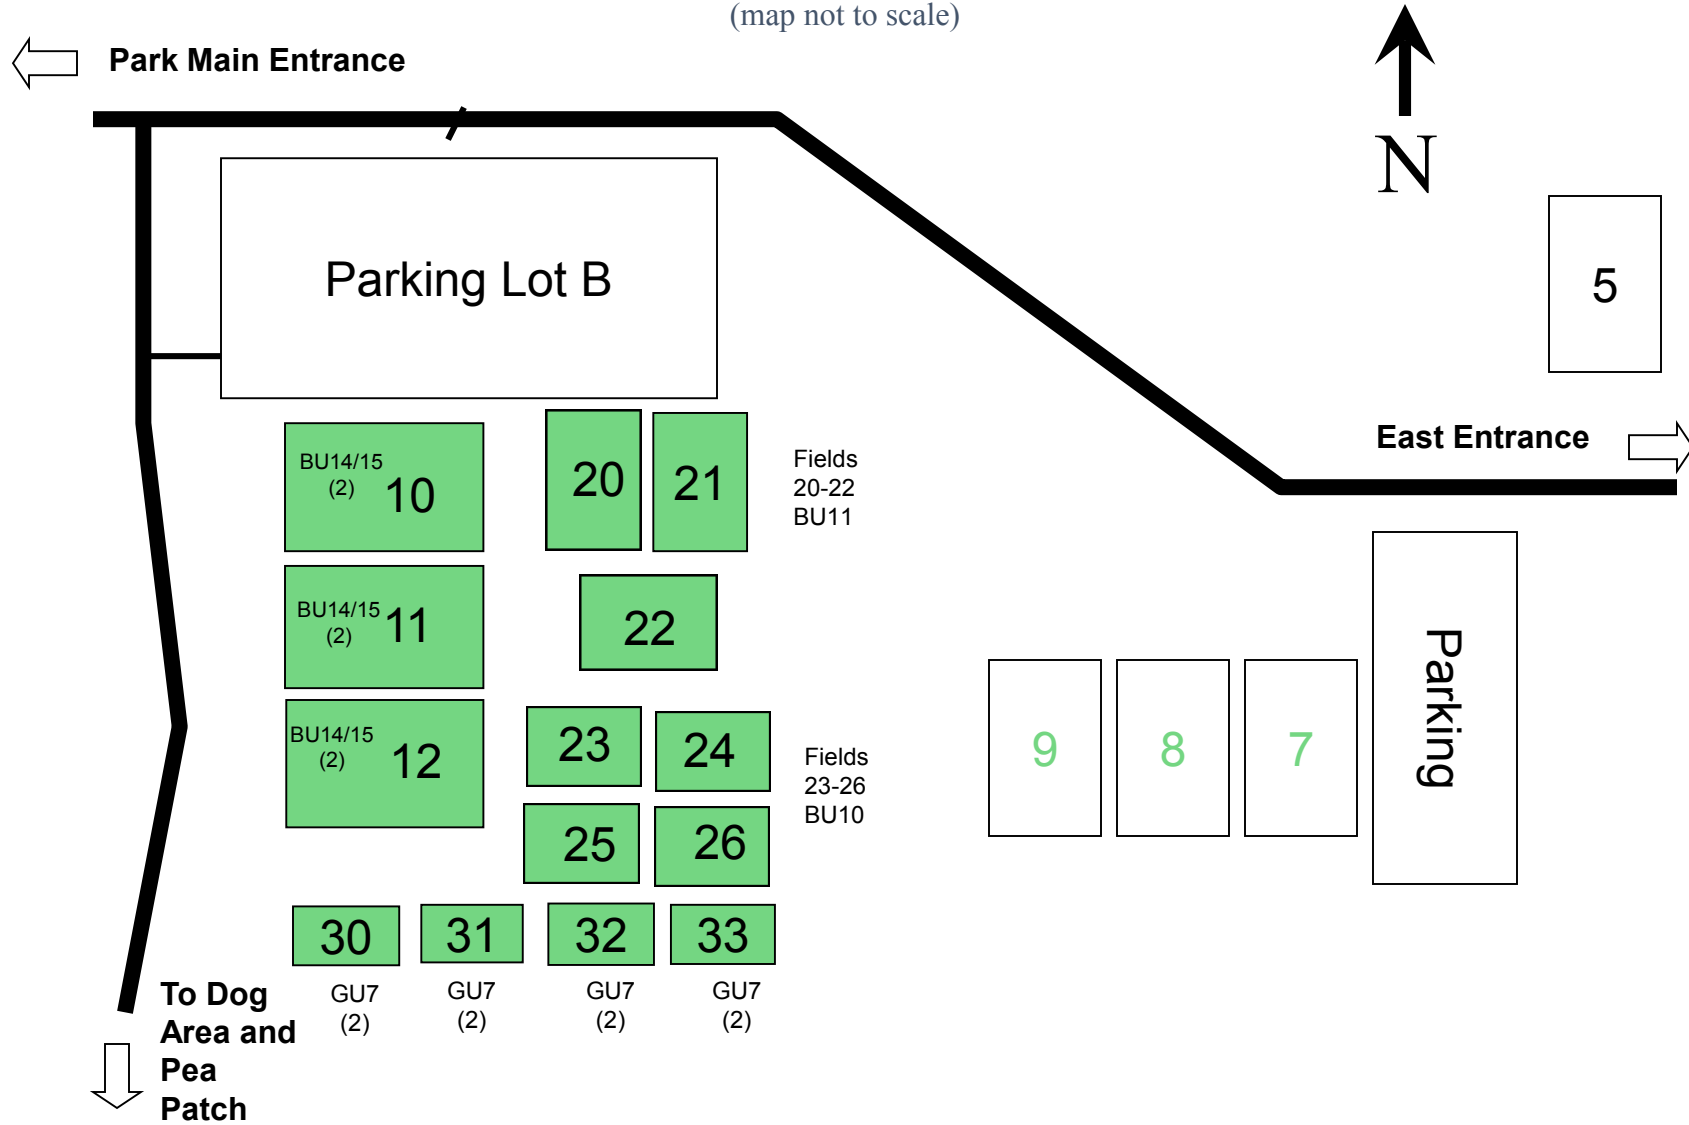 (map not to scale)
Park Main Entrance
N
Parking Lot B
5
East Entrance
BU14/15
(2)
10
20
21
Fields
20-22
BU11
BU14/15
(2)
11
22
BU14/15
(2)
12
23
24
Fields
23-26
BU10
25
26
9
8
7
Parking
30
31
32
33
GU7
(2)
GU7
(2)
GU7
(2)
GU7
(2)
To Dog
Area and
Pea
Patch